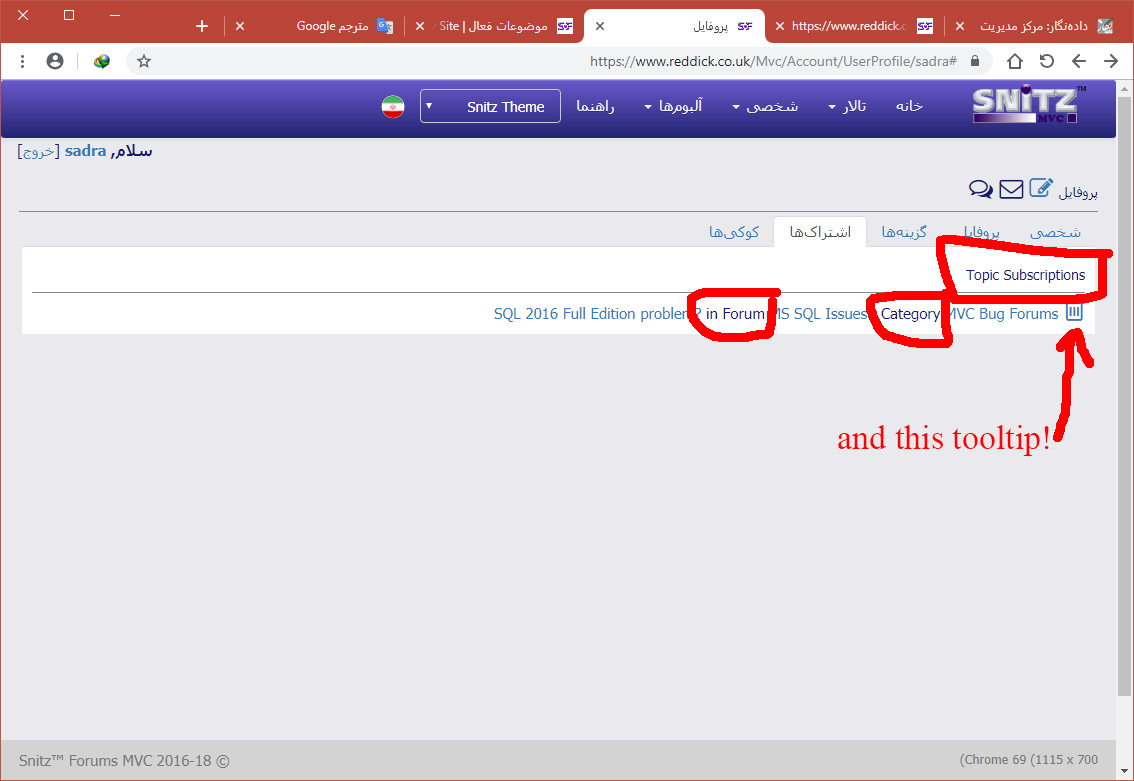 داده‌نگار: مرکز مدیریت
https://www.reddick.c
پروفایل
موضوعات فعال | Site
مترجم Google
https://www.reddick.co.uk/Mvc/Account/UserProfile/sadra#
SNITZ™
MVC
خانه
تالار
شخصی
آلبوم‌ها
راهنما
Snitz Theme
سلام, sadra [خروج]
پروفایل
شخصی
پروفایل
گزینه‌ها
اشتراک‌ها
کوکی‌ها
Topic Subscriptions
SQL 2016 Full Edition problem? in Forum MS SQL Issues Category MVC Bug Forums
and this tooltip!
Snitz™ Forums MVC 2016-18 ©
(Chrome 69 (1115 x 700